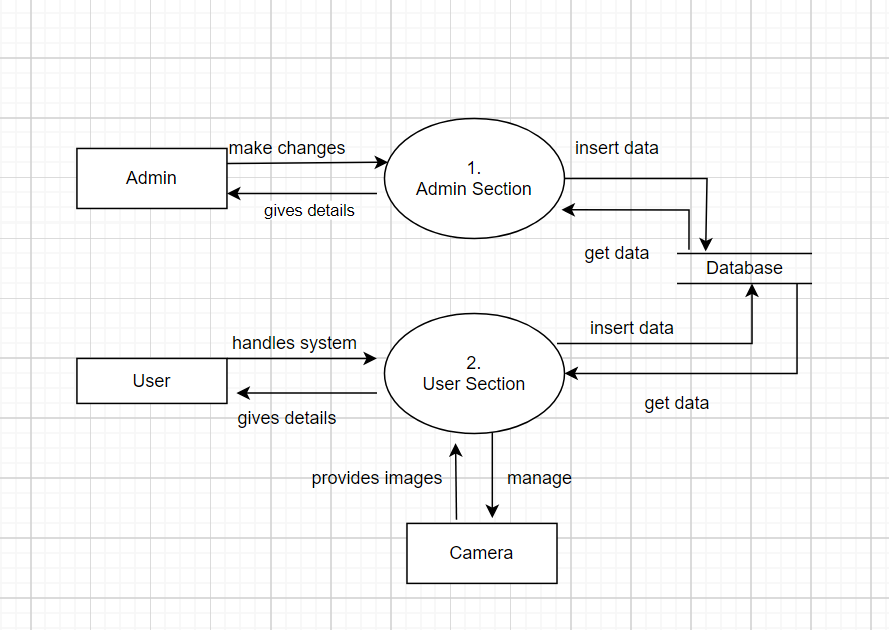 make changes
1.
Admin Section
insert data
Admin
gives details
get data
Database
handles system
2.
User Section
insert data
User
gives details
get data
provides images
manage
Camera